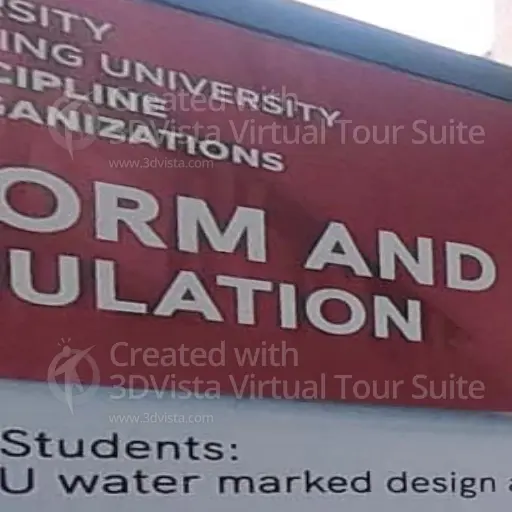 RSITY
ING UNIVERSITY
CIPLINE
GANIZATIONS
ORM AND
ULATION
Students:
U water marked design
Created with
3DVista Virtual Tour Suite
www.3dvista.com
Created with
3DVista Virtual Tour Suite
www.3dvista.com